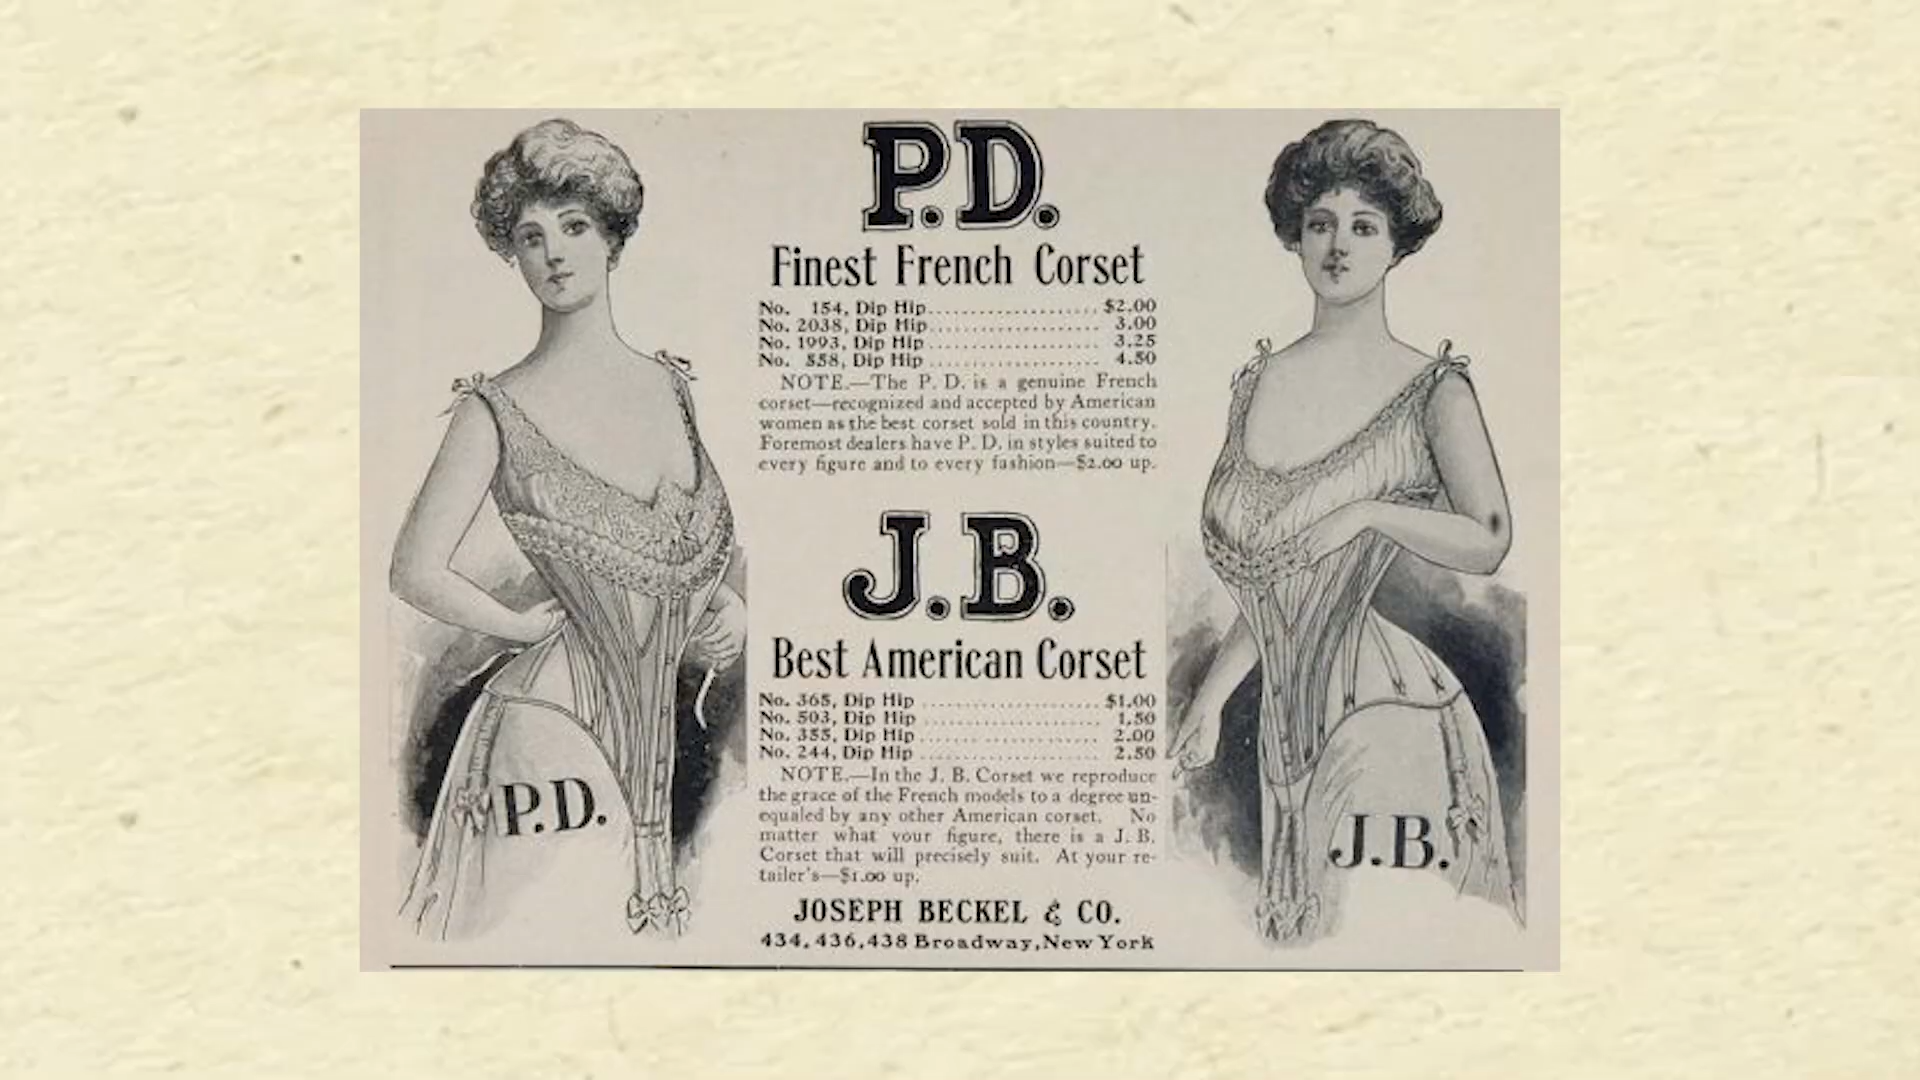 P.D.
Finest French Corset
No. 154, Dip Hip........................ $2.00
No. 2038, Dip Hip........................ 3.00
No. 1993, Dip Hip........................ 3.25
No. 558, Dip Hip........................ 4.50
NOTE.—The P. D. is a genuine French
corset—recognized and accepted by American
women as the best corset sold in this country.
Foremost dealers have P. D. in styles suited to
every figure and to every fashion—$2.00 up.
J.B.
Best American Corset
No. 365, Dip Hip ........................ $1.00
No. 503, Dip Hip ........................ 1.50
No. 355, Dip Hip ........................ 2.00
No. 244, Dip Hip ........................ 2.50
NOTE.—In the J. B. Corset we reproduce
the grace of the French models to a degree un-
equaled by any other American corset. No
matter what your figure, there is a J. B.
Corset that will precisely suit. At your re-
tailer's—$1.00 up.
JOSEPH BECKEL & CO.
434, 436, 438 Broadway, New York
P.D.
J.B.